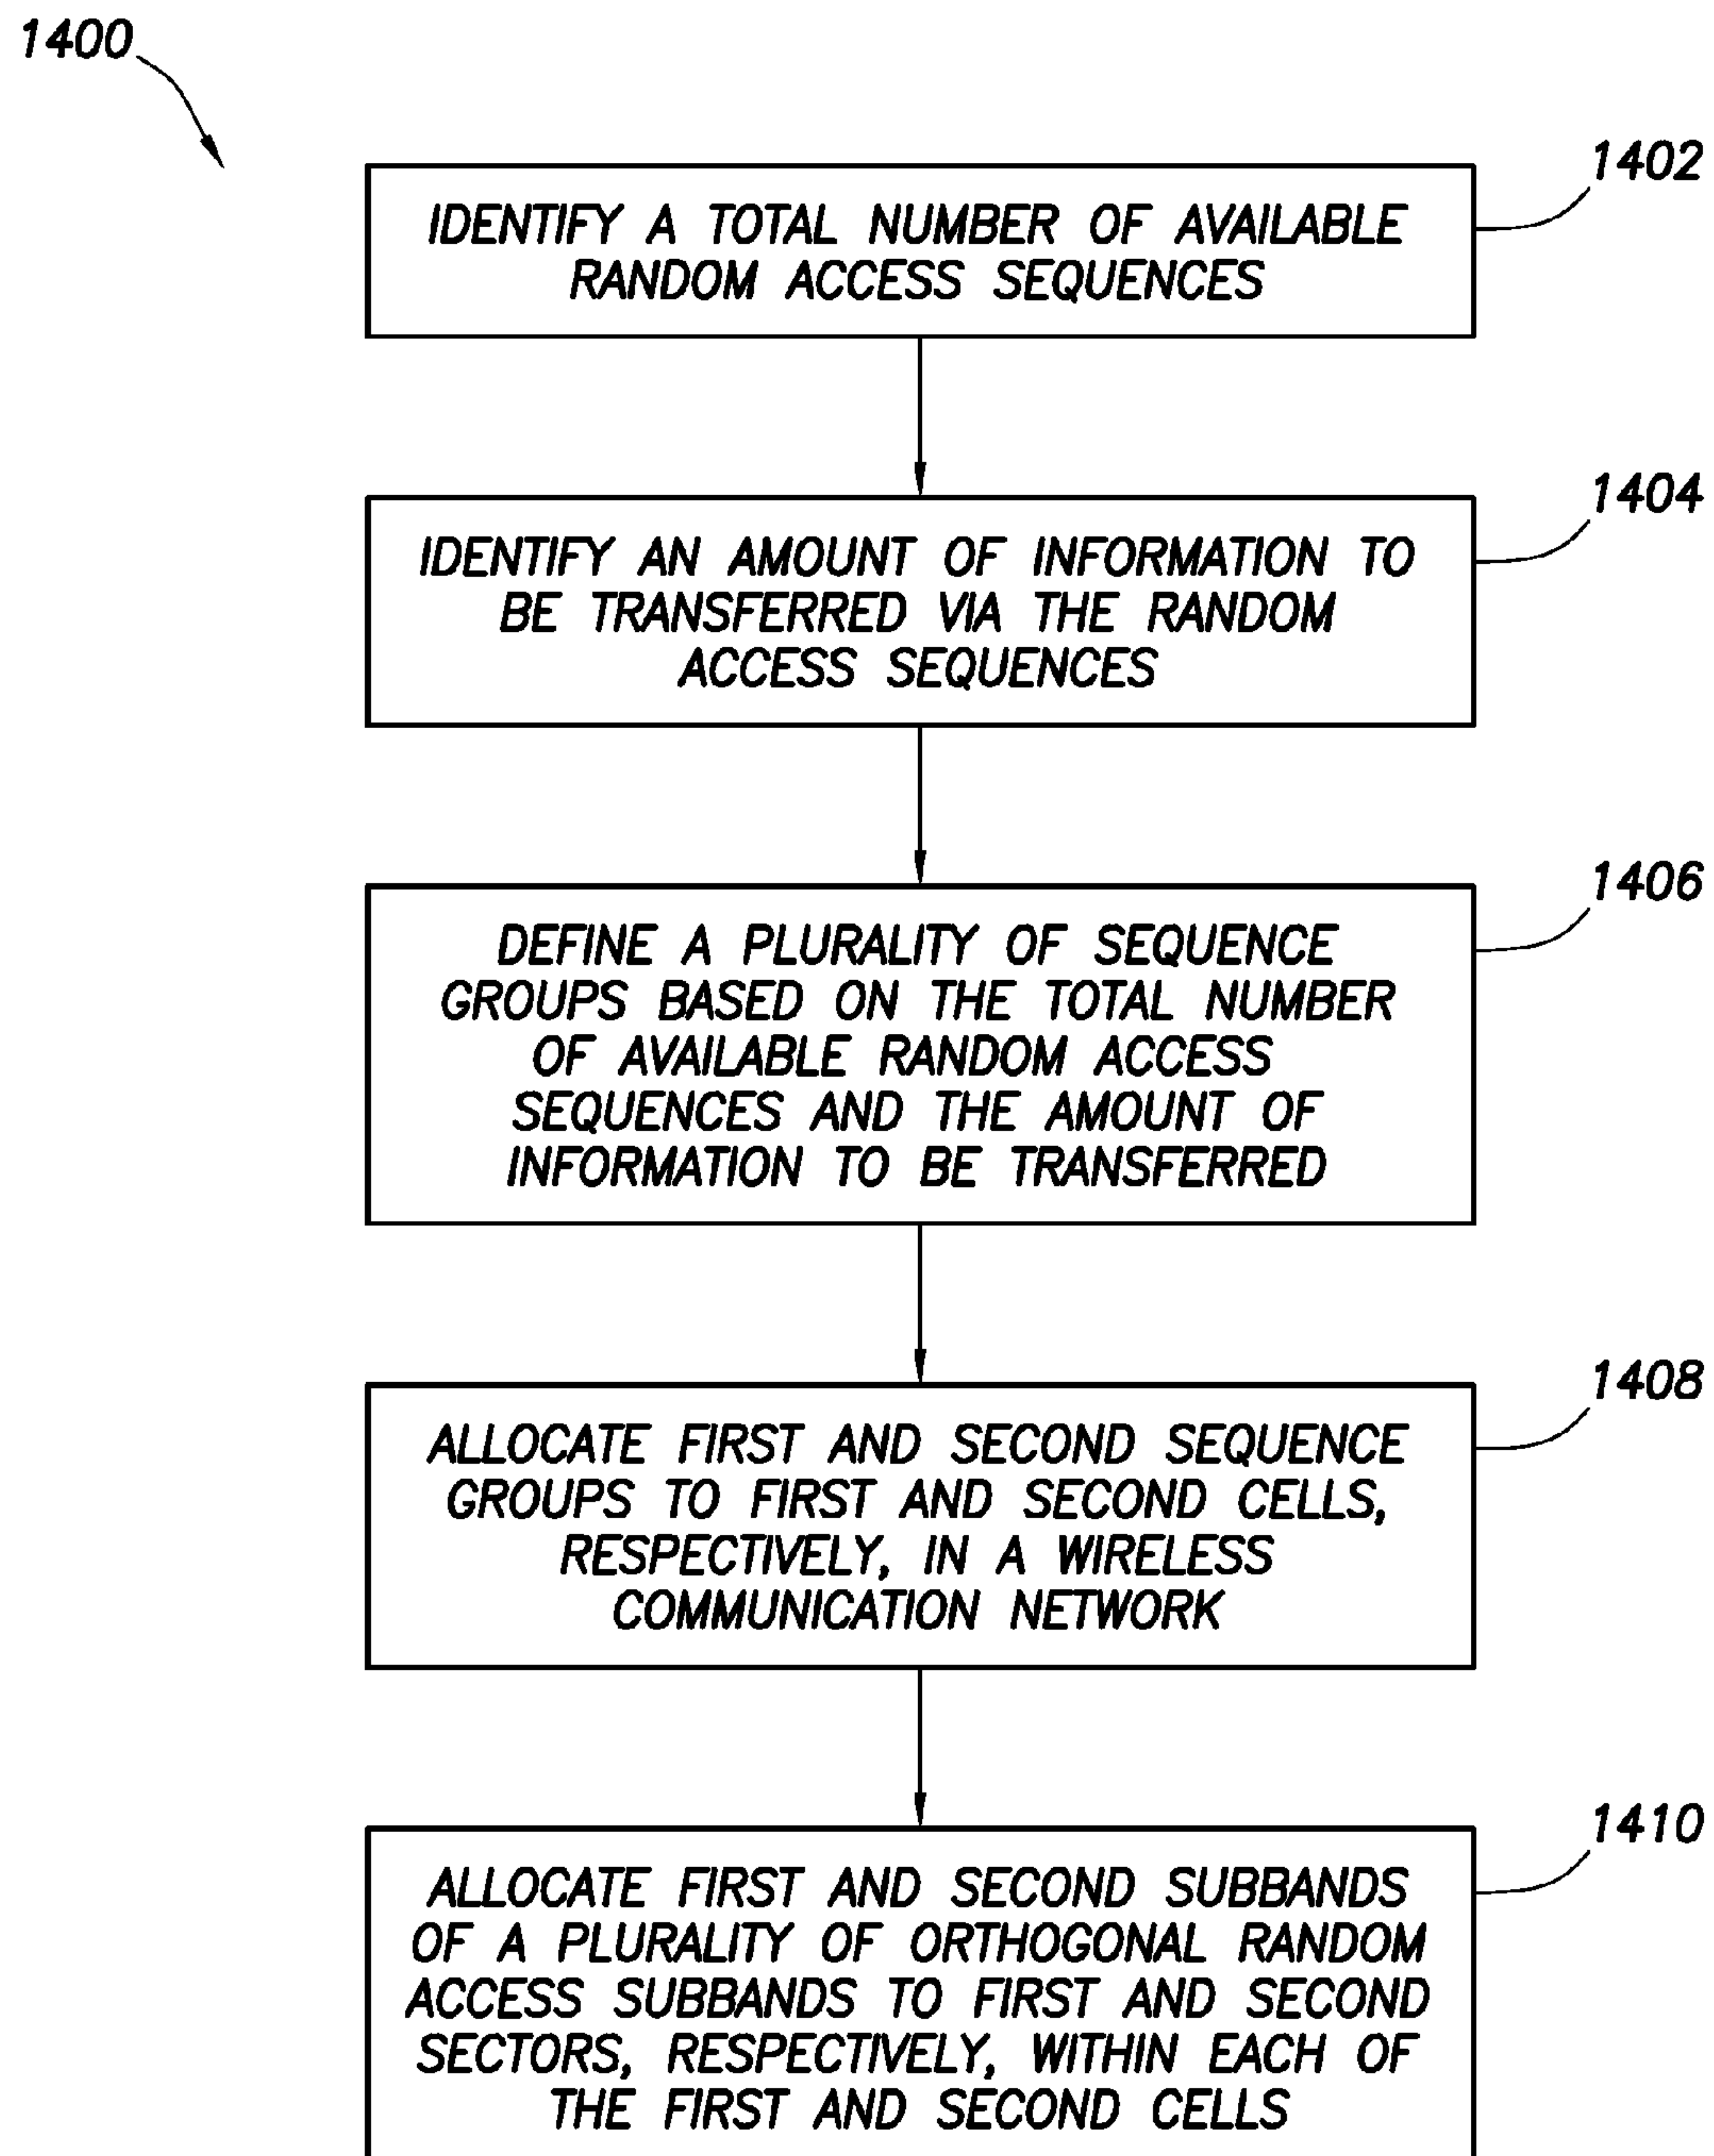 1400
1402
IDENTIFY A TOTAL NUMBER OF AVAILABLE
RANDOM ACCESS SEQUENCES
1404
IDENTIFY AN AMOUNT OF INFORMATION TO
BE TRANSFERRED VIA THE RANDOM
ACCESS SEQUENCES
1406
DEFINE A PLURALITY OF SEQUENCE
GROUPS BASED ON THE TOTAL NUMBER
OF AVAILABLE RANDOM ACCESS
SEQUENCES AND THE AMOUNT OF
INFORMATION TO BE TRANSFERRED
1408
ALLOCATE FIRST AND SECOND SEQUENCE
GROUPS TO FIRST AND SECOND CELLS,
RESPECTIVELY, IN A WIRELESS
COMMUNICATION NETWORK
1410
ALLOCATE FIRST AND SECOND SUBBANDS
OF A PLURALITY OF ORTHOGONAL RANDOM
ACCESS SUBBANDS TO FIRST AND SECOND
SECTORS, RESPECTIVELY, WITHIN EACH OF
THE FIRST AND SECOND CELLS